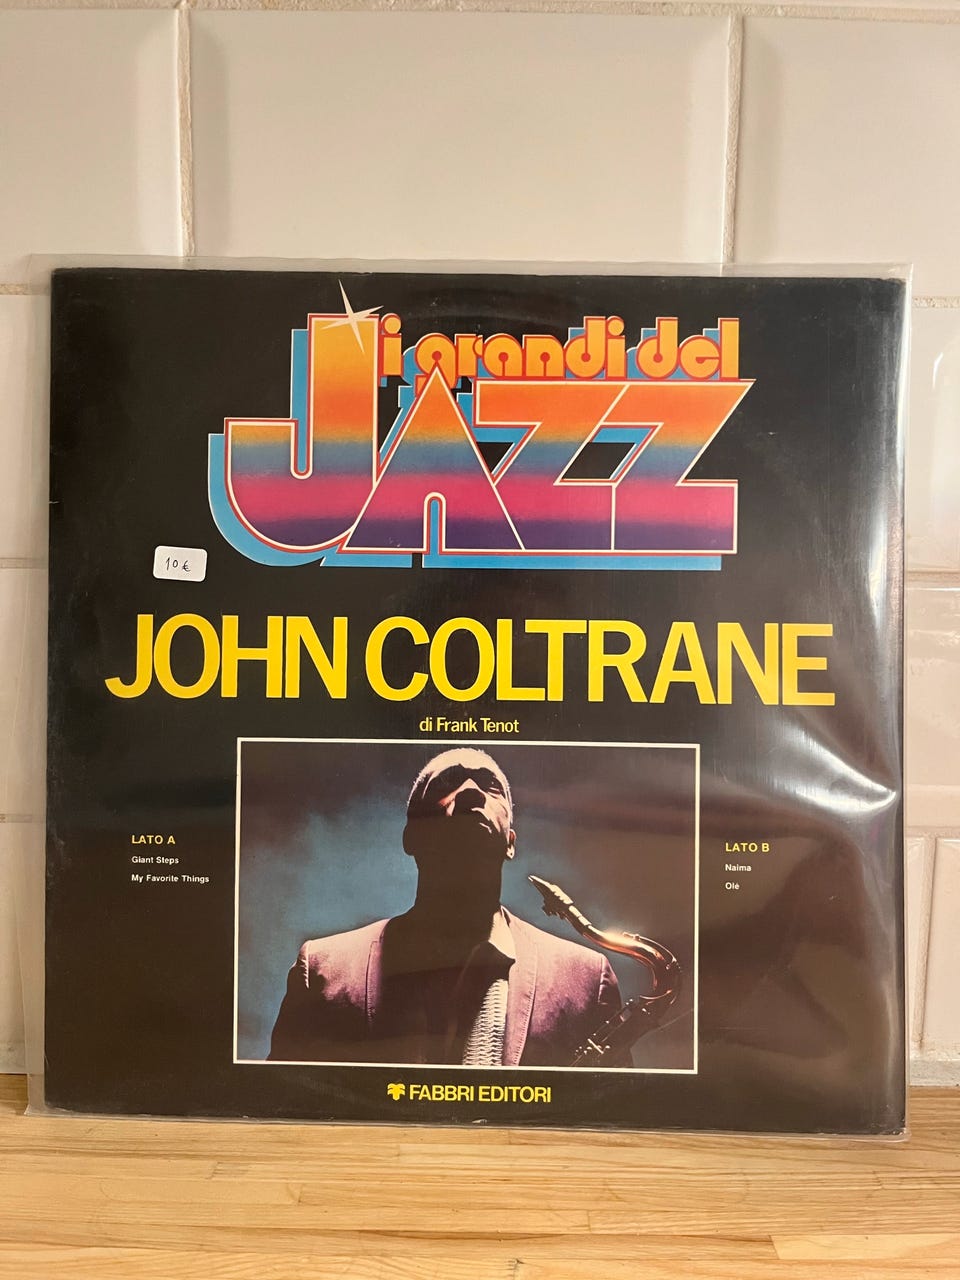 i grandi del
JAZZ
10 €
JOHN COLTRANE
di Frank Tenot
LATO A
Giant Steps
My Favorite Things
LATO B
Naima
Olé
FABBRI EDITORI